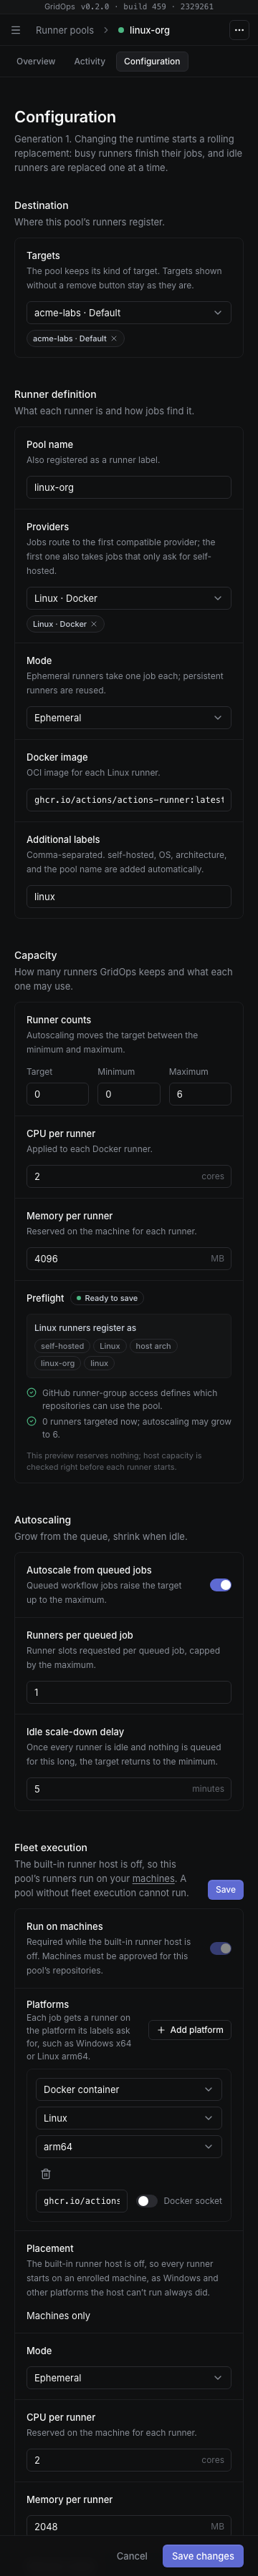 GridOps v0.2.0 · build 459 · 2329261
Runner pools > linux-org
Overview Activity Configuration
Configuration
Generation 1. Changing the runtime starts a rolling
replacement: busy runners finish their jobs, and idle
runners are replaced one at a time.
Destination
Where this pool's runners register.
Targets
The pool keeps its kind of target. Targets shown
without a remove button stay as they are.
acme-labs · Default
acme-labs · Default ×
Runner definition
What each runner is and how jobs find it.
Pool name
Also registered as a runner label.
linux-org
Providers
Jobs route to the first compatible provider; the
first one also takes jobs that only ask for self-
hosted.
Linux · Docker
Linux · Docker ×
Mode
Ephemeral runners take one job each; persistent
runners are reused.
Ephemeral
Docker image
OCI image for each Linux runner.
ghcr.io/actions/actions-runner:latest
Additional labels
Comma-separated. self-hosted, OS, architecture,
and the pool name are added automatically.
linux
Capacity
How many runners GridOps keeps and what each
one may use.
Runner counts
Autoscaling moves the target between the
minimum and maximum.
Target Minimum Maximum
0 0 6
CPU per runner
Applied to each Docker runner.
2 cores
Memory per runner
Reserved on the machine for each runner.
4096 MB
Preflight Ready to save
Linux runners register as
self-hosted Linux host arch
linux-org linux
GitHub runner-group access defines which
repositories can use the pool.
0 runners targeted now; autoscaling may grow
to 6.
This preview reserves nothing; host capacity is
checked right before each runner starts.
Autoscaling
Grow from the queue, shrink when idle.
Autoscale from queued jobs
Queued workflow jobs raise the target
up to the maximum.
Runners per queued job
Runner slots requested per queued job, capped
by the maximum.
1
Idle scale-down delay
Once every runner is idle and nothing is queued
for this long, the target returns to the minimum.
5 minutes
Fleet execution
The built-in runner host is off, so this
pool's runners run on your machines. A
pool without fleet execution cannot run.
Save
Run on machines
Required while the built-in runner host is
off. Machines must be approved for this
pool's repositories.
Platforms
Each job gets a runner on
the platform its labels ask
for, such as Windows x64
or Linux arm64.
+ Add platform
Docker container
Linux
arm64
ghcr.io/actions Docker socket
Placement
The built-in runner host is off, so every runner
starts on an enrolled machine, as Windows and
other platforms the host can't run always did.
Machines only
Mode
Ephemeral
CPU per runner
Reserved on the machine for each runner.
2 cores
Memory per runner
2048 MB
Cancel Save changes